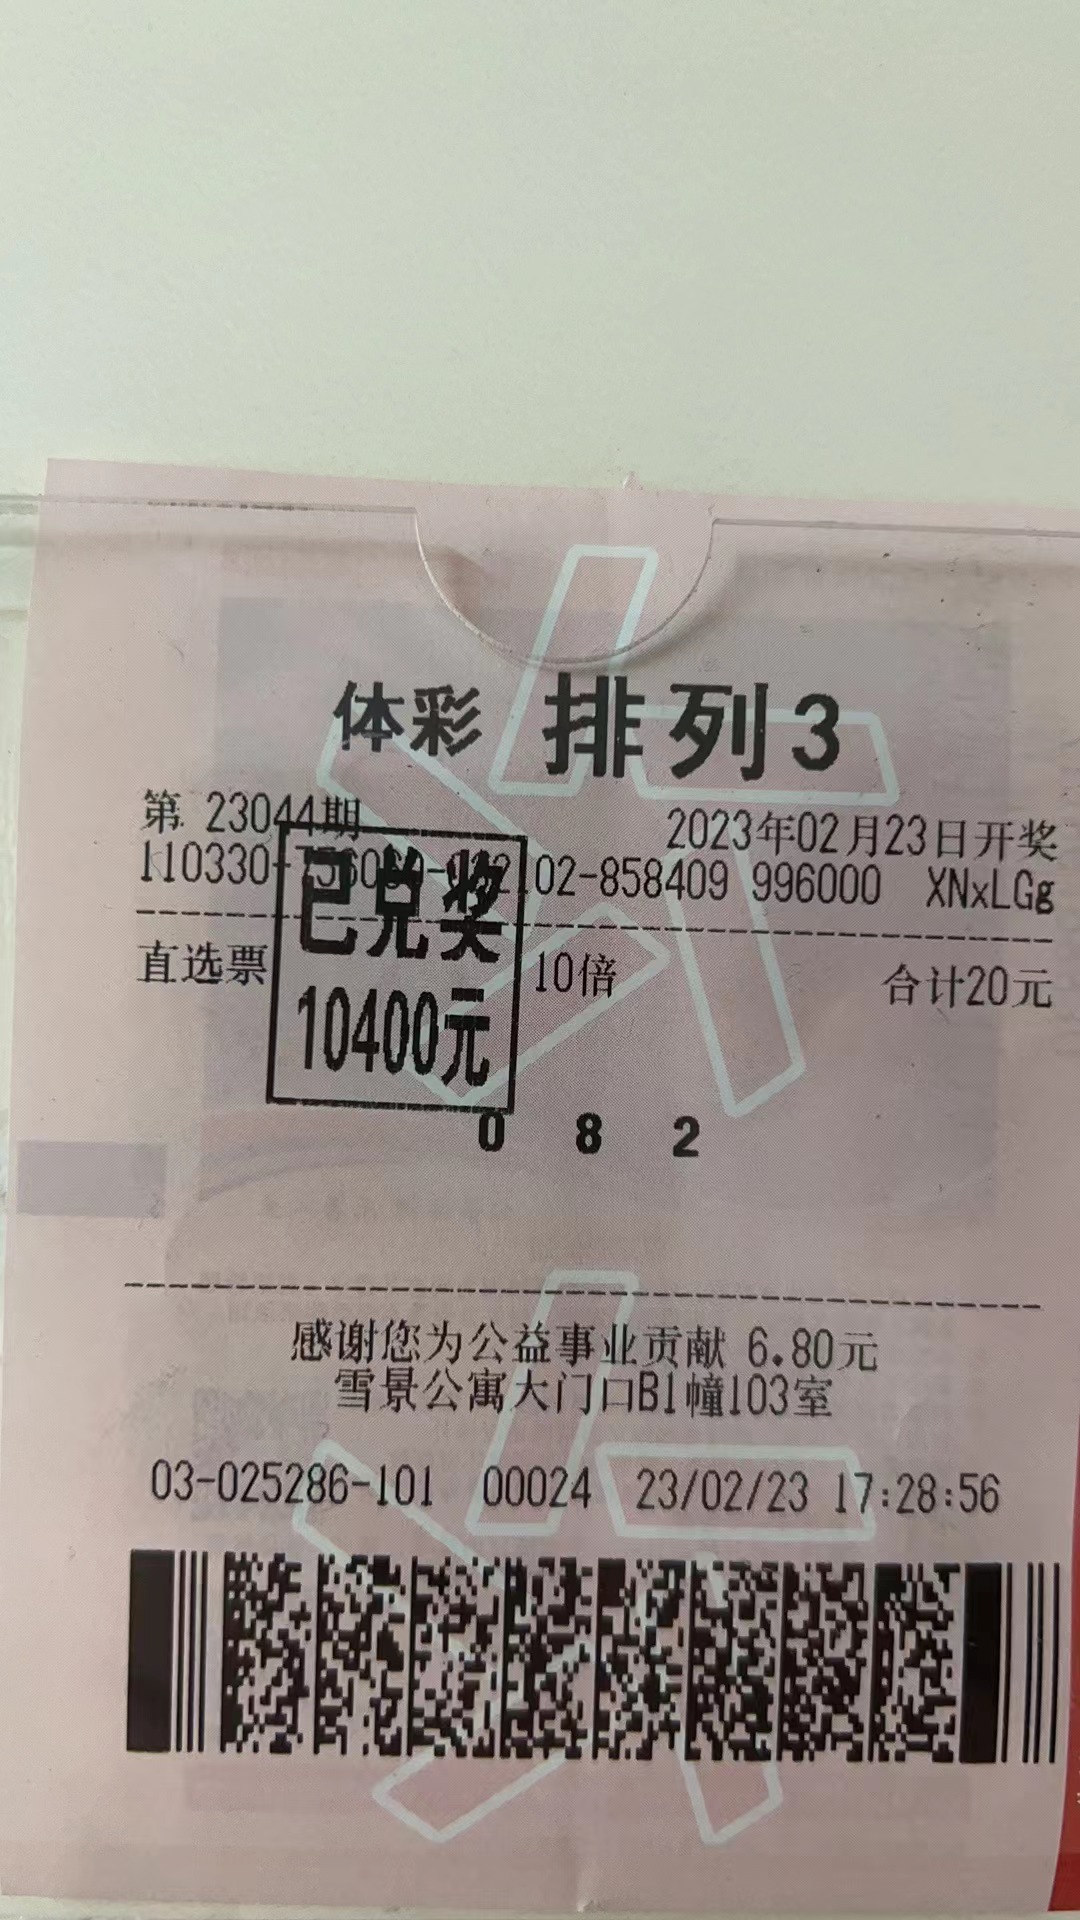 体彩 排列3
第 23044期 2023年02月23日开奖
02-858409 996000 XNxLGg
已兑奖
直选票 10倍 合计20元
10400元
0 8 2
感谢您为公益事业贡献 6.80元
雪景公寓大门口B1幢103室
03-025286-101 00024 23/02/23 17:28:56